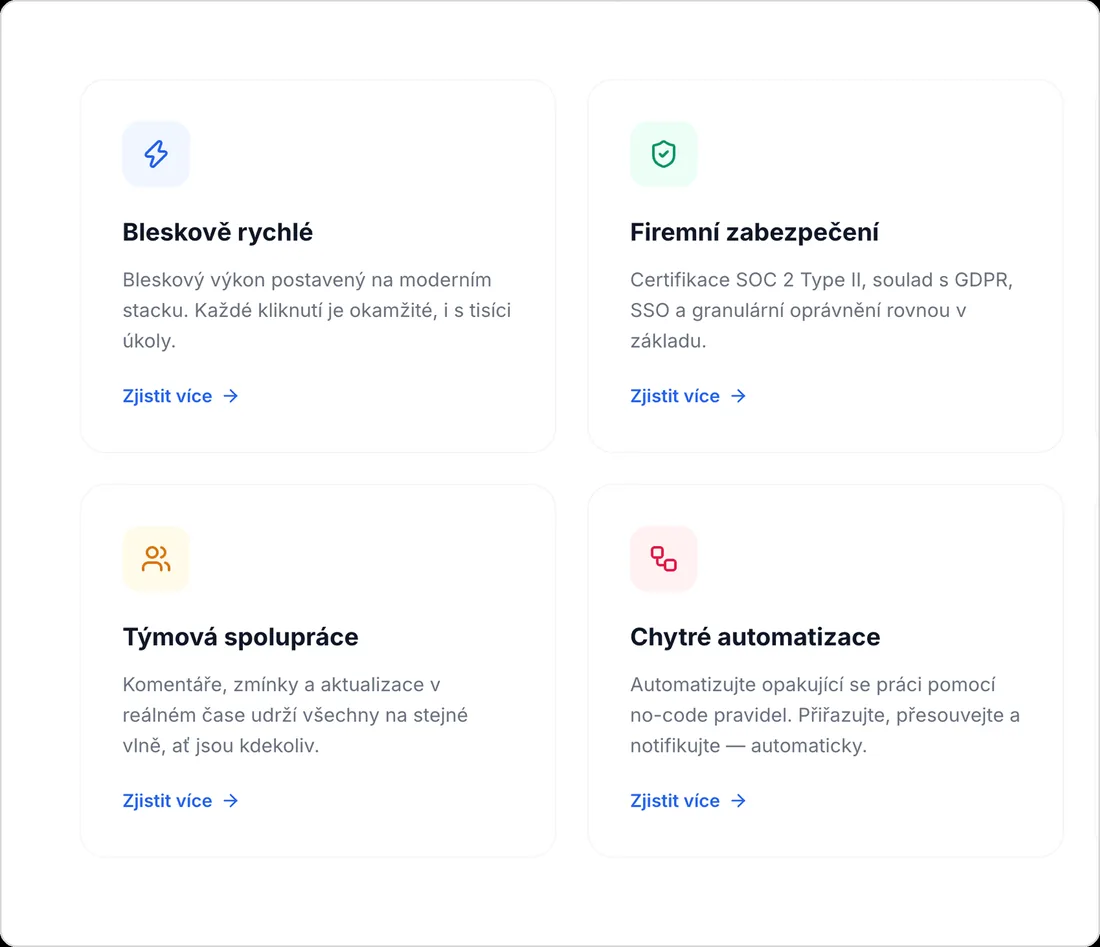 Bleskově rychlé
Bleskový výkon postavený na moderním
stacku. Každé kliknutí je okamžité, i s tisíci
úkoly.
Zjistit více →
Firemní zabezpečení
Certifikace SOC 2 Type II, soulad s GDPR,
SSO a granulární oprávnění rovnou v
základu.
Zjistit více →
Týmová spolupráce
Komentáře, zmínky a aktualizace v
reálném čase udrží všechny na stejné
vlně, ať jsou kdekoliv.
Zjistit více →
Chytré automatizace
Automatizujte opakující se práci pomocí
no-code pravidel. Přiřazujte, přesouvejte a
notifikujte — automaticky.
Zjistit více →